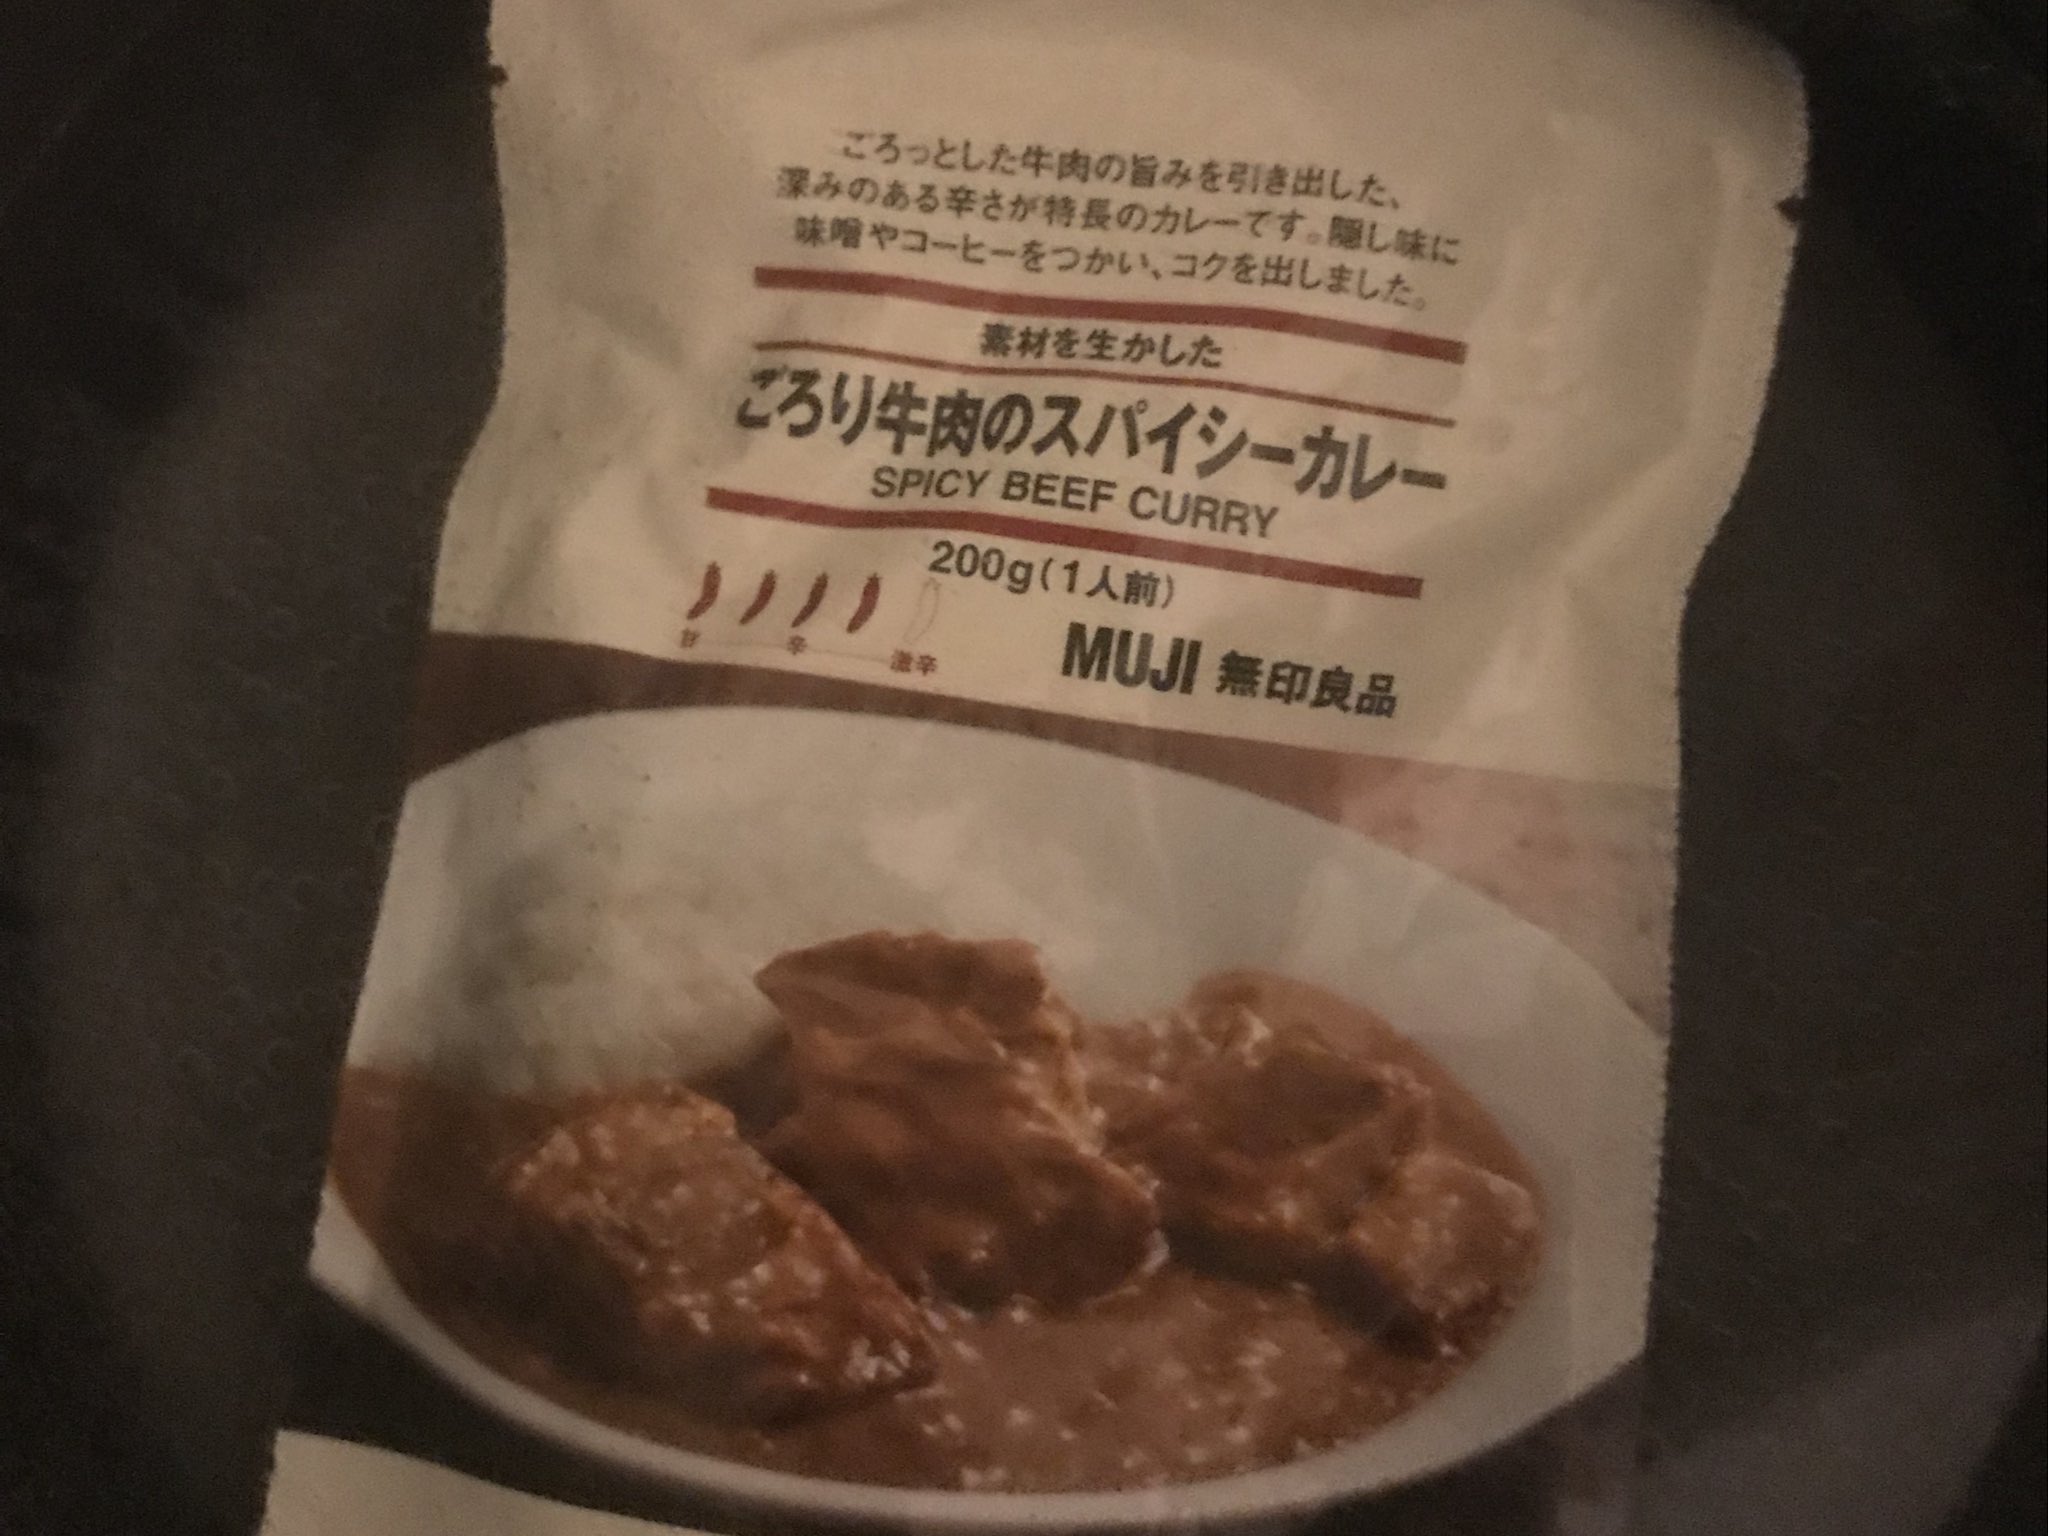 ごろっとした牛肉の旨みを引き出した、
深みのある辛さが特長のカレーです。隠し味に
味噌やコーヒーをつかい、コクを出しました。
素材を生かした
ごろり牛肉のスパイシーカレー
SPICY BEEF CURRY
200g(1人前)
甘 辛 激辛
MUJI 無印良品